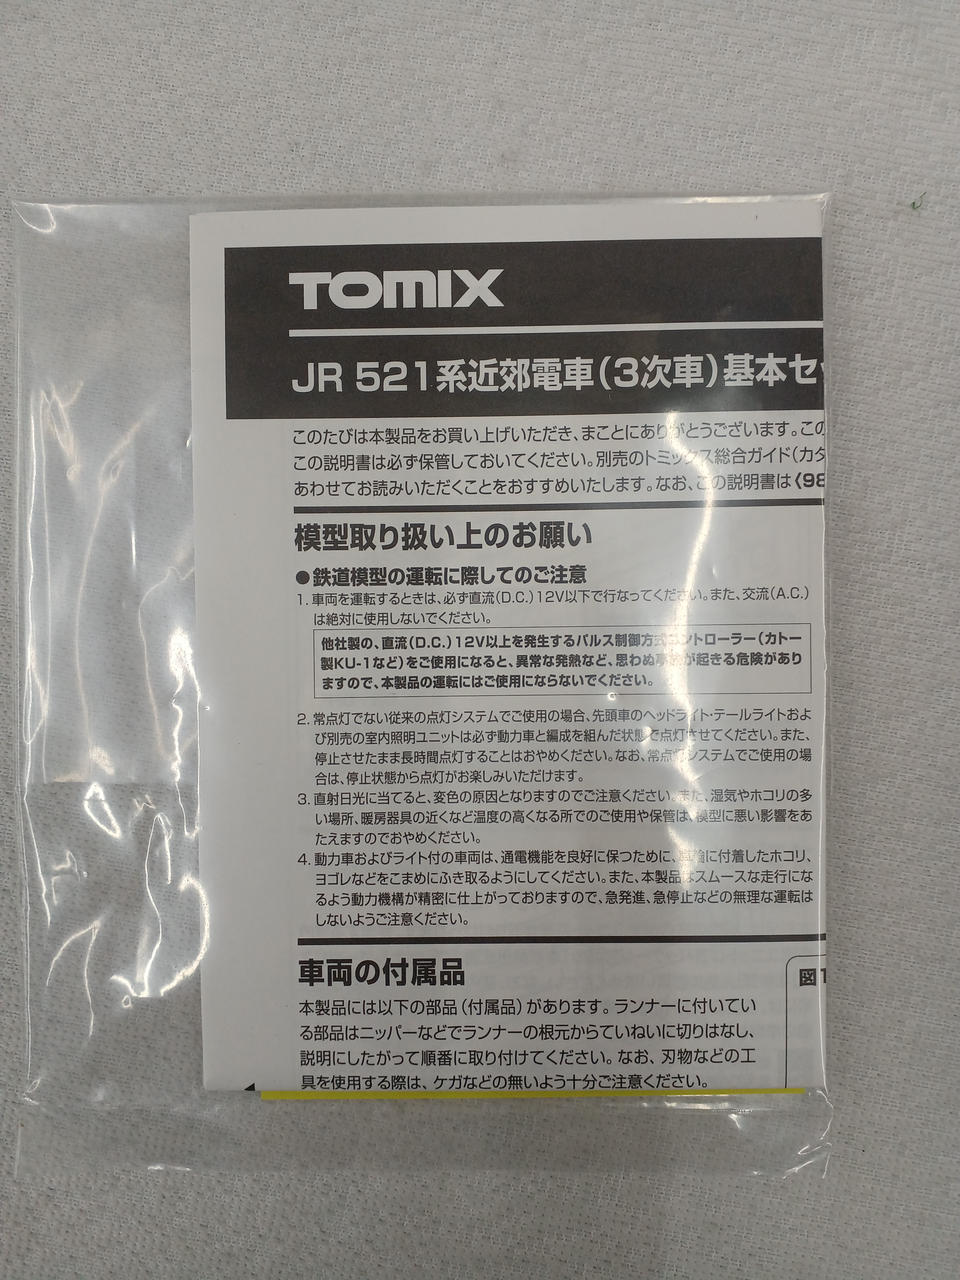 TOMIX
JR 521系近郊電車(3次車)基本セ
このたびは本製品をお買い上げいただき、まことにありがとうございます。この
この説明書は必ず保管しておいてください。別売のトミックス総合ガイド(カタ
あわせてお読みいただくことをおすすめいたします。なお、この説明書は〈98
模型取り扱い上のお願い
●鉄道模型の運転に際してのご注意
1. 車両を運転するときは、必ず直流(D.C.)12V以下で行なってください。また、交流(A.C.)
は絶対に使用しないでください。
他社製の、直流(D.C.)12V以上を発生するパルス制御方式コントローラー(カトー
製KU-1など)をご使用になると、異常な発熱など、思わぬ事故が起きる危険があり
ますので、本製品の運転にはご使用にならないでください。
2. 常点灯でない従来の点灯システムでご使用の場合、先頭車のヘッドライト・テールライトおよ
び別売の室内照明ユニットは必ず動力車と編成を組んだ状態で点灯させてください。また、
停止させたまま長時間点灯することはおやめください。なお、常点灯システムでご使用の場
合は、停止状態から点灯がお楽しみいただけます。
3. 直射日光に当てると、変色の原因となりますのでご注意ください。また、湿気やホコリの多
い場所、暖房器具の近くなど温度の高くなる所でのご使用や保管は、模型に悪い影響をあ
たえますのでおやめください。
4. 動力車およびライト付の車両は、通電機能を良好に保つために、車輪に付着したホコリ、
ヨゴレなどをこまめにふき取るようにしてください。また、本製品はスムースな走行にな
るよう動力機構が精密に仕上がっておりますので、急発進、急停止などの無理な運転は
しないようご注意ください。
車両の付属品
本製品には以下の部品(付属品)があります。ランナーに付いてい
る部品はニッパーなどでランナーの根元からていねいに切りはなし、
説明にしたがって順番に取り付けてください。なお、刃物などの工
具を使用する際は、ケガなどの無いよう十分ご注意ください。
図1